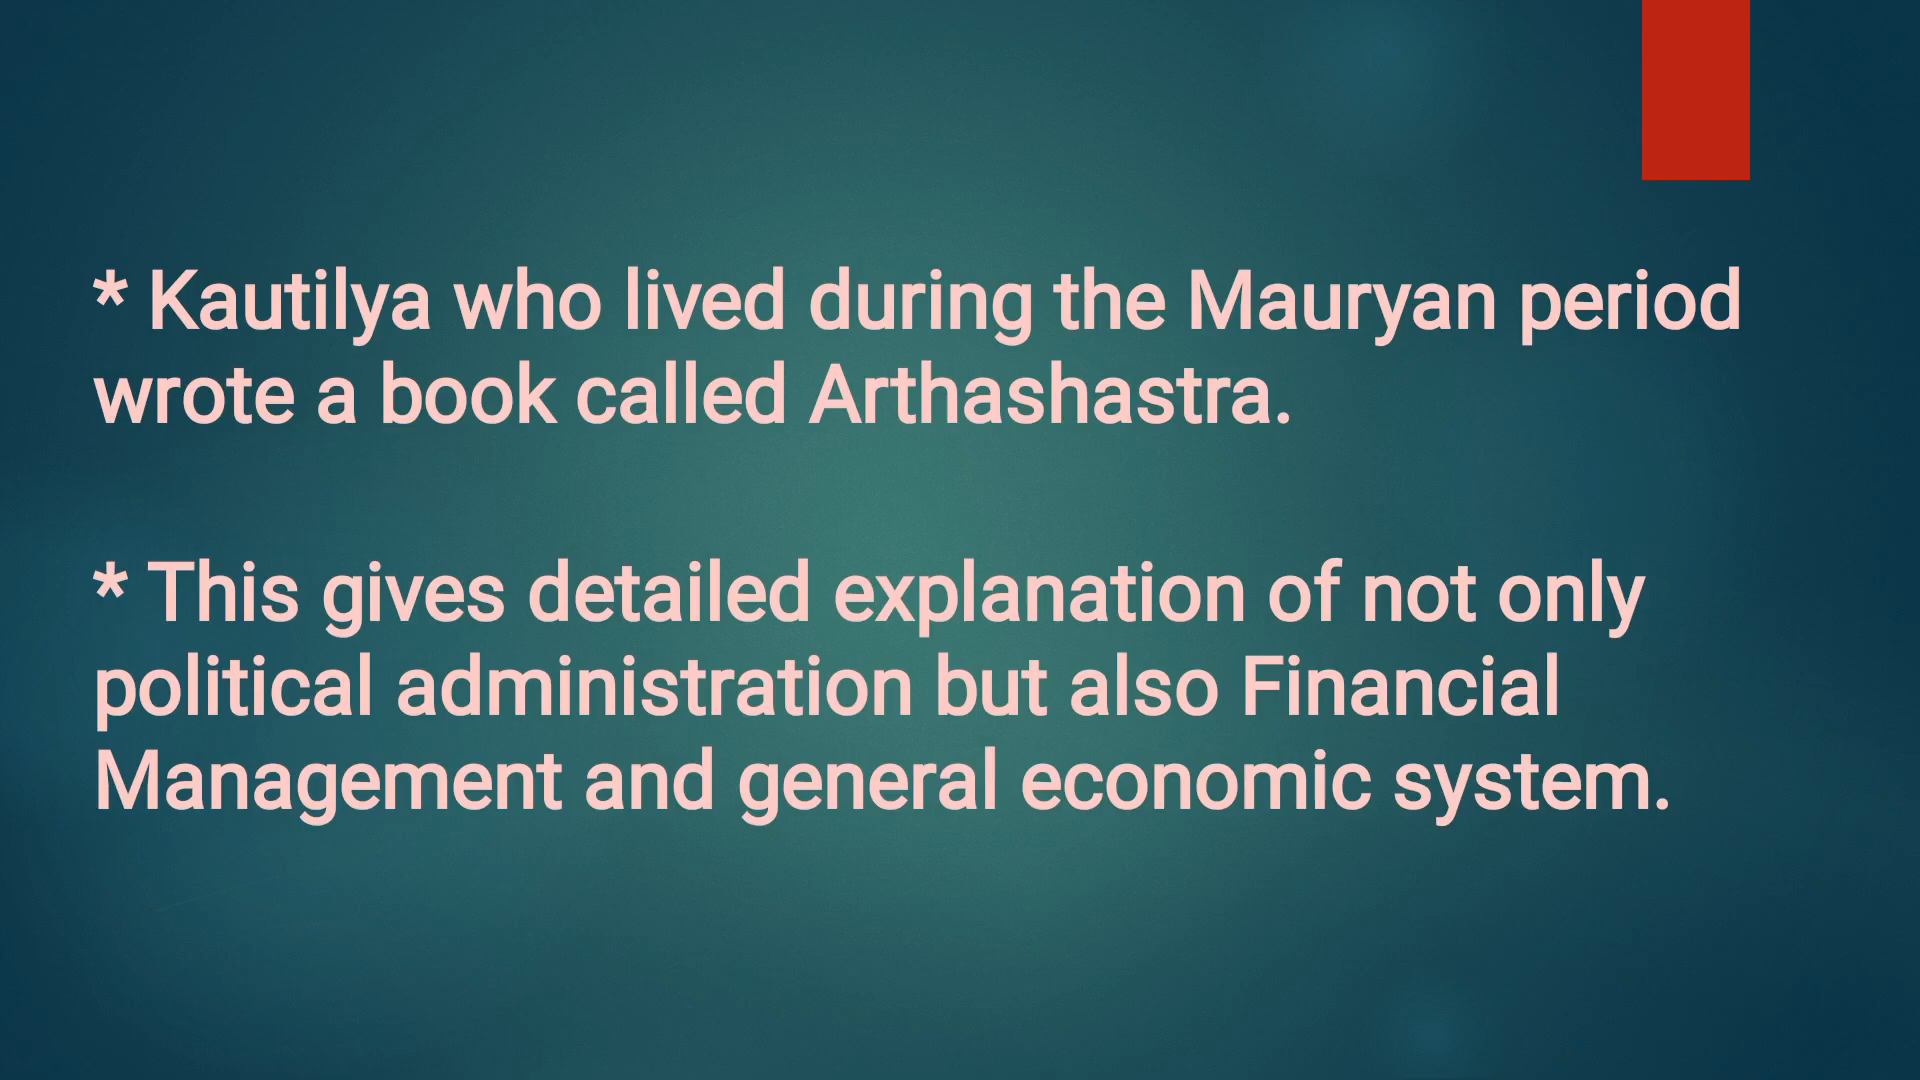 * Kautilya who lived during the Mauryan period
wrote a book called Arthashastra.
* This gives detailed explanation of not only
political administration but also Financial
Management and general economic system.